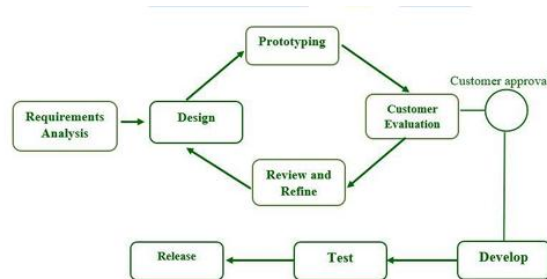 Prototyping
Customer approva
Requirements
Analysis
Design
Customer
Evaluation
Review and
Refine
Release
Test
Develop